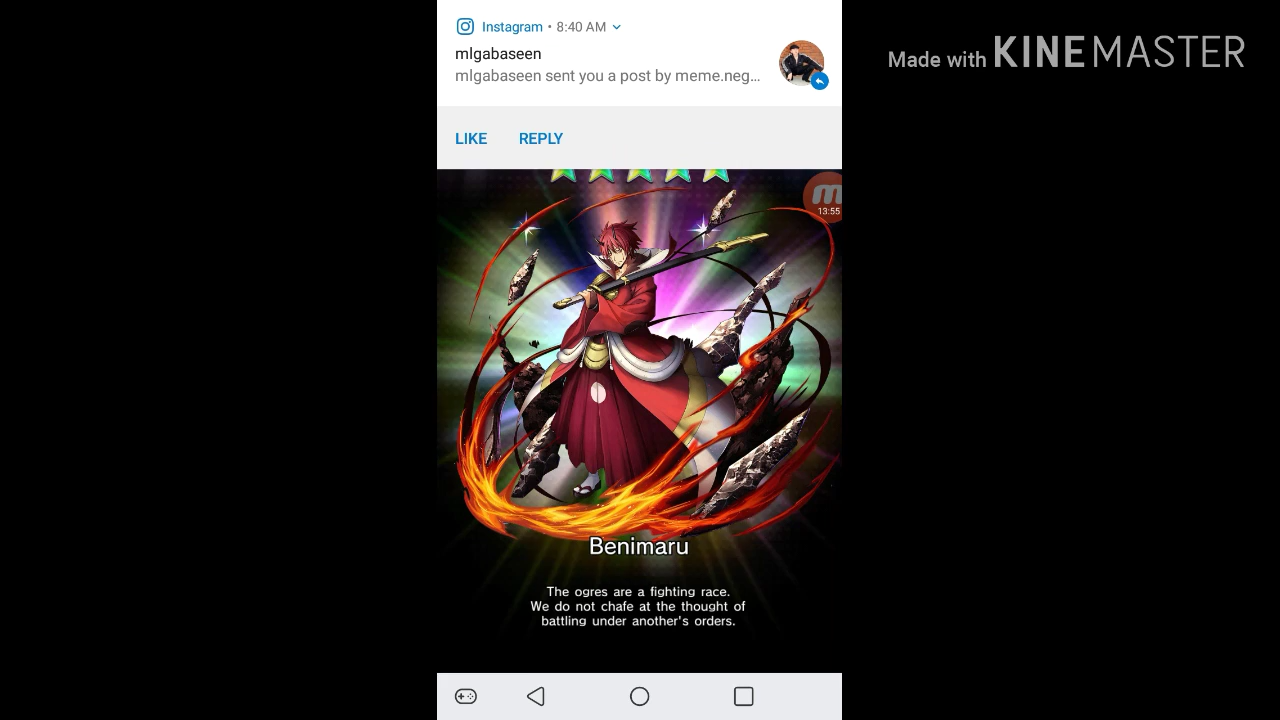 Instagram • 8:40 AM
mlgabaseen
mlgabaseen sent you a post by meme.neg...
LIKE REPLY
Made with KINEMASTER
13:55
Benimaru
The ogres are a fighting race.
We do not chafe at the thought of
battling under another's orders.